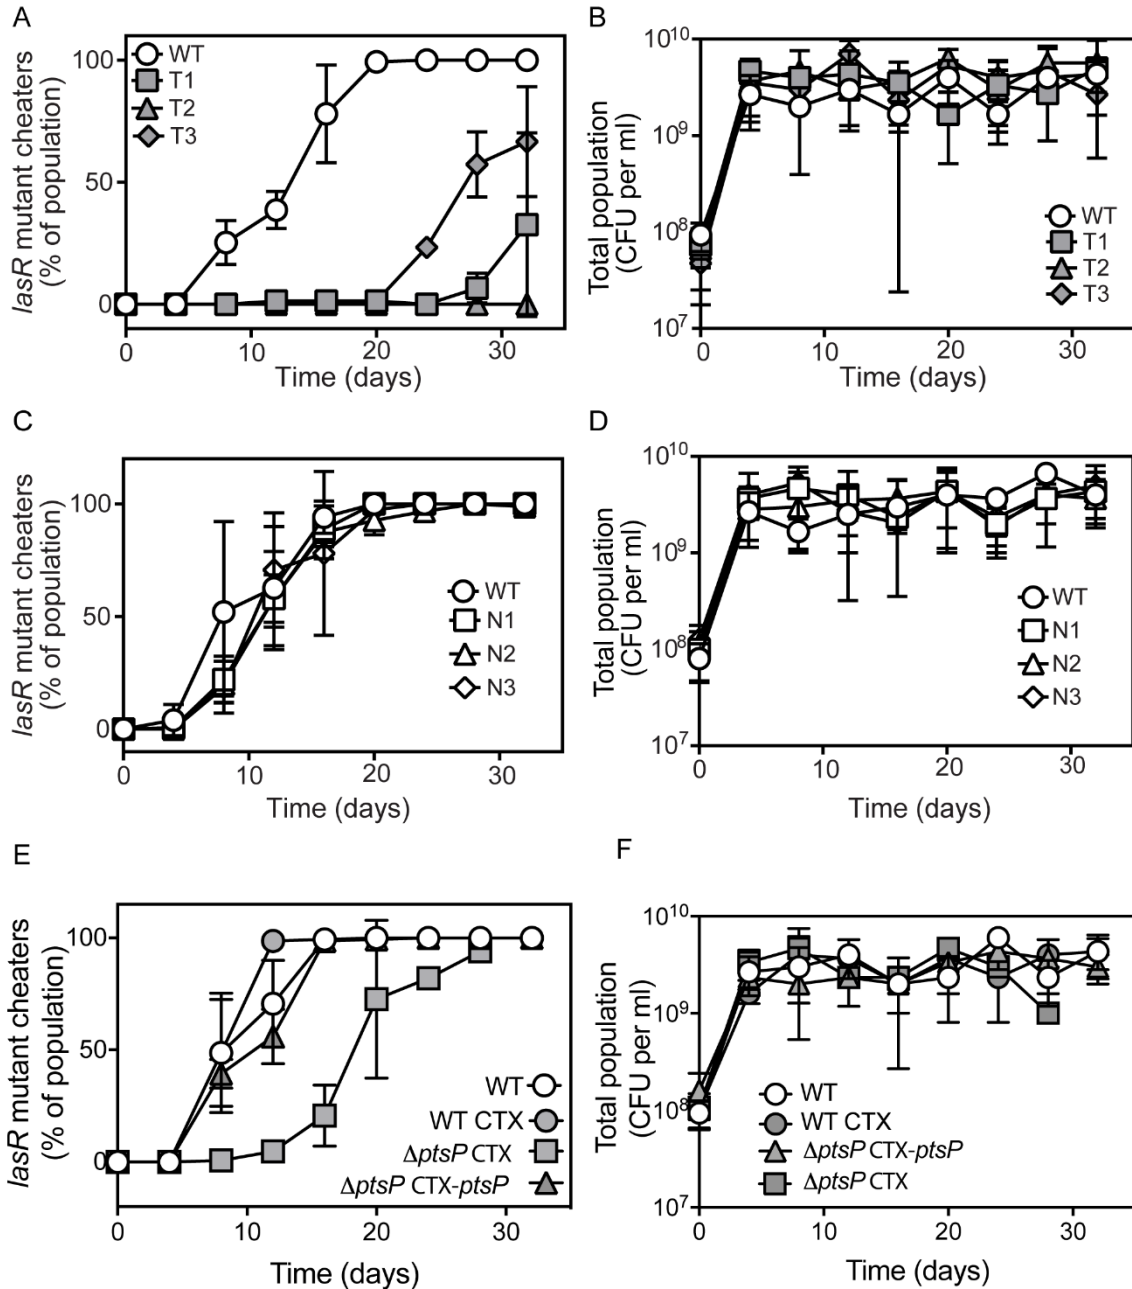 A
lasR mutant cheaters
(% of population)
100
50
0
WT
T1
T2
T3
0 10 20 30
Time (days)
B
Total population
(CFU per ml)
10^10
10^9
10^8
10^7
WT
T1
T2
T3
0 10 20 30
Time (days)
C
lasR mutant cheaters
(% of population)
100
50
0
WT
N1
N2
N3
0 10 20 30
Time (days)
D
Total population
(CFU per ml)
10^10
10^9
10^8
10^7
WT
N1
N2
N3
0 10 20 30
Time (days)
E
lasR mutant cheaters
(% of population)
100
50
0
WT
WT CTX
ΔptsP CTX
ΔptsP CTX-ptsP
0 10 20 30
Time (days)
F
Total population
(CFU per ml)
10^10
10^9
10^8
10^7
WT
WT CTX
ΔptsP CTX-ptsP
ΔptsP CTX
0 10 20 30
Time (days)